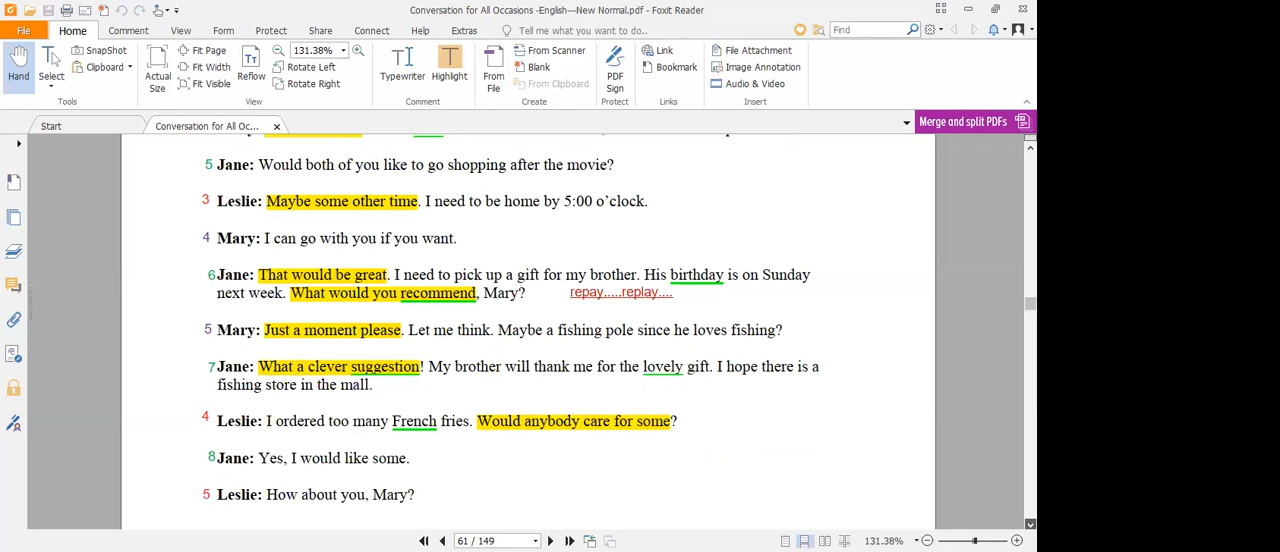 Conversation for All Occasions -English---New Normal.pdf - Foxit Reader
File Home Comment View Form Protect Share Connect Help Extras Tell me what you want to do.. Find
SnapShot Fit Page 131.38% From Scanner Link File Attachment
Clipboard Fit Width Rotate Left Blank Bookmark Image Annotation
Hand Select Actual Size Reflow Fit Visible Rotate Right Typewriter Highlight From File From Clipboard PDF Sign Audio & Video
Tools View Comment Create Protect Links Insert
Start Conversation for All Occ... Merge and split PDFs
5 Jane: Would both of you like to go shopping after the movie?
3 Leslie: Maybe some other time. I need to be home by 5:00 o’clock.
4 Mary: I can go with you if you want.
6 Jane: That would be great. I need to pick up a gift for my brother. His birthday is on Sunday
next week. What would you recommend, Mary? repay.....replay....
5 Mary: Just a moment please. Let me think. Maybe a fishing pole since he loves fishing?
7 Jane: What a clever suggestion! My brother will thank me for the lovely gift. I hope there is a
fishing store in the mall.
4 Leslie: I ordered too many French fries. Would anybody care for some?
8 Jane: Yes, I would like some.
5 Leslie: How about you, Mary?
61 / 149 131.38%